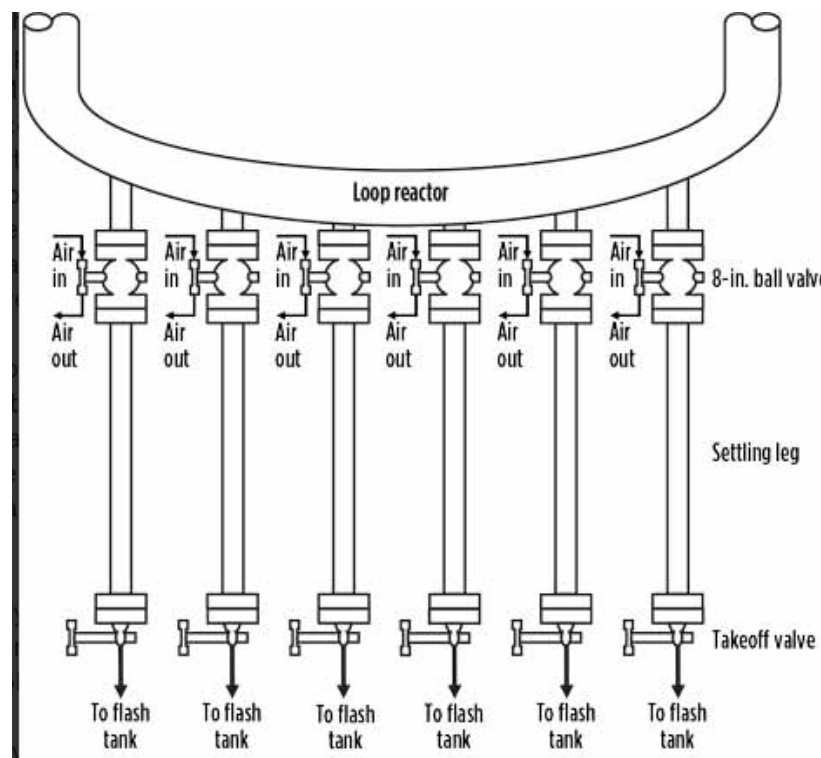 Loop reactor
Air in
Air in
Air in
Air in
Air in
Air in
8-in. ball valve
Air out
Air out
Air out
Air out
Air out
Air out
Settling leg
Takeoff valve
To flash tank
To flash tank
To flash tank
To flash tank
To flash tank
To flash tank